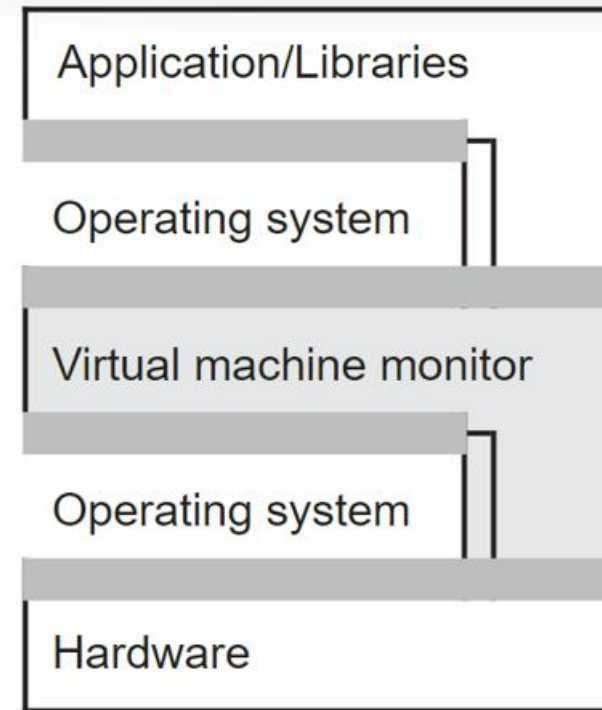 Application/Libraries
Operating system
Virtual machine monitor
Operating system
Hardware